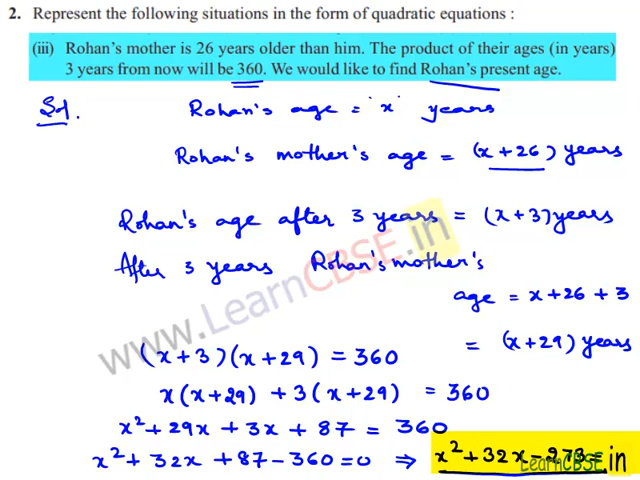 2. Represent the following situations in the form of quadratic equations :
(iii) Rohan's mother is 26 years older than him. The product of their ages (in years)
3 years from now will be 360. We would like to find Rohan's present age.
Sol.
Rohan's age = 'x' years
Rohan's mother's age = (x+26) years
Rohan's age after 3 years = (x+3) years
After 3 years Rohan's mother's
age = x+26+3
= (x+29) years
(x+3)(x+29) = 360
x(x+29) + 3(x+29) = 360
x²+29x+3x+87 = 360
x²+32x+87-360=0 ⇒ x²+32x-273=
www.LearnCBSE.in
LearnCBSE.in